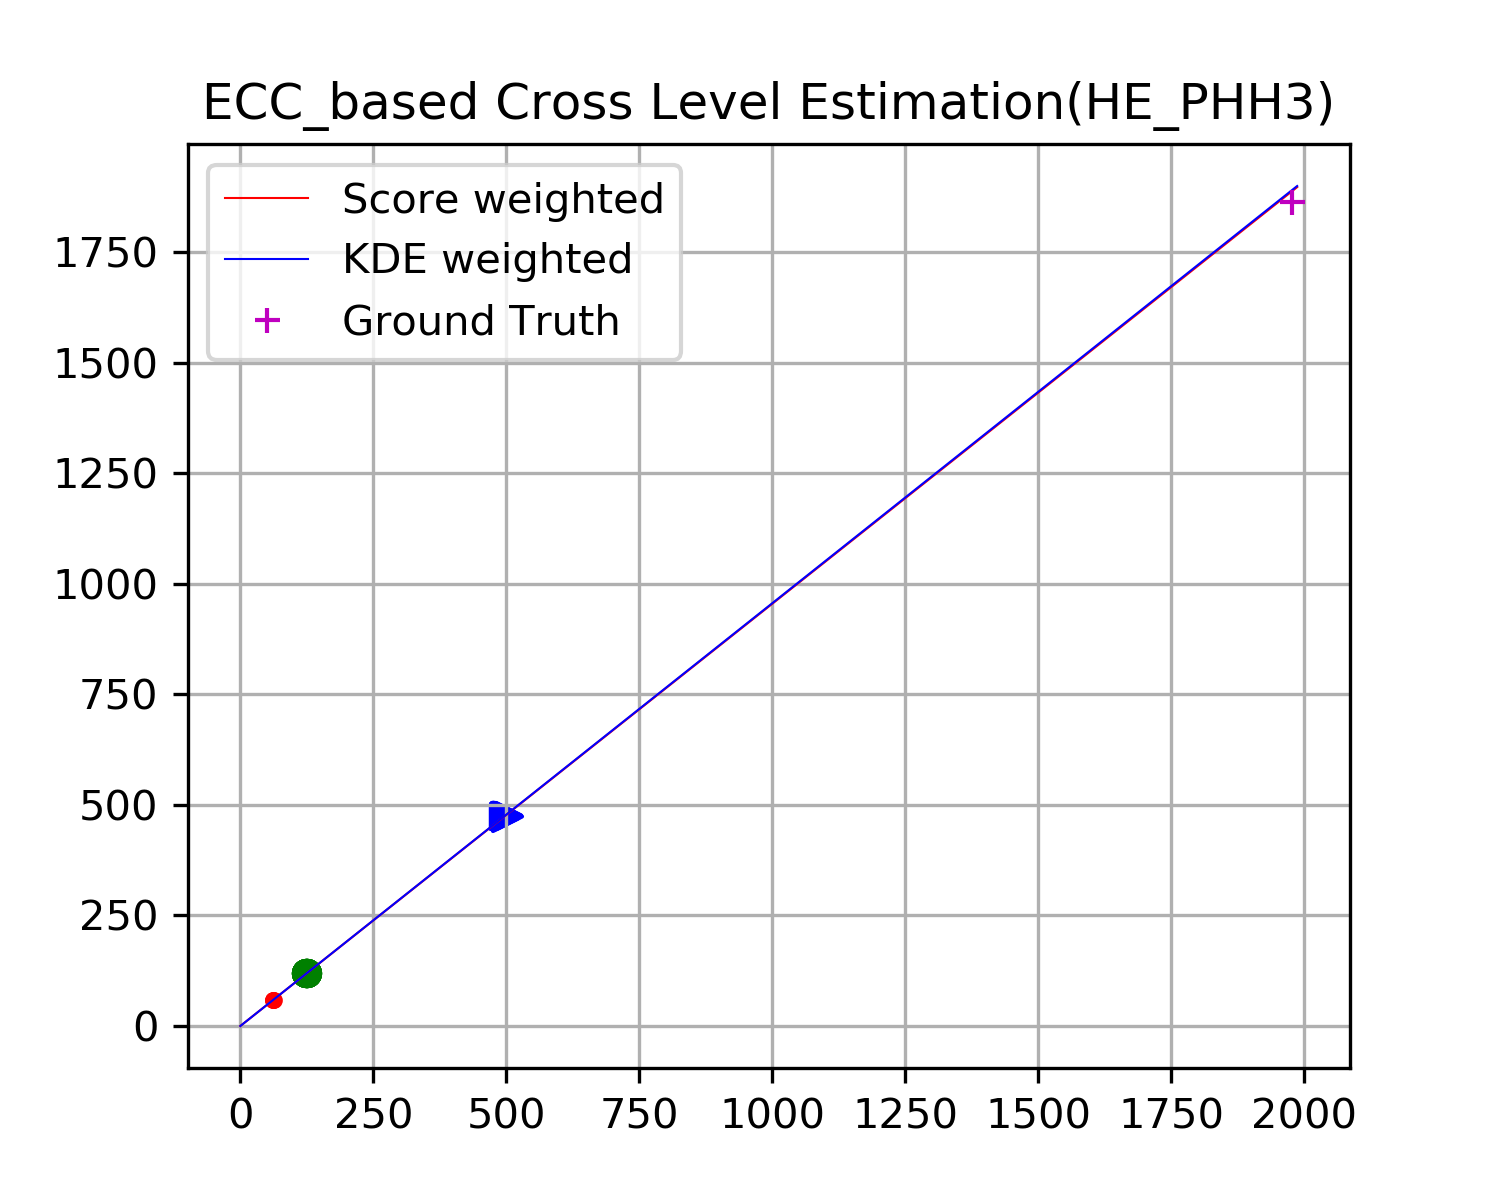 ECC_based Cross Level Estimation(HE_PHH3)
Score weighted
KDE weighted
Ground Truth
1750
1500
1250
1000
750
500
250
0
0 250 500 750 1000 1250 1500 1750 2000